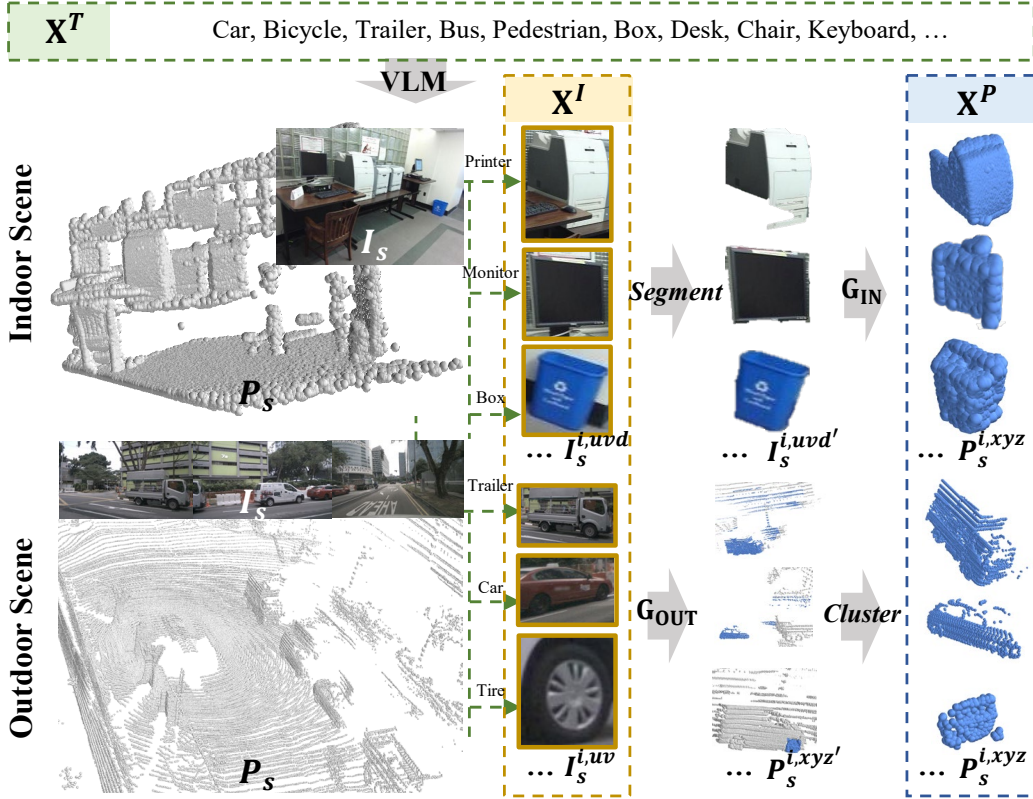 X^T
Car, Bicycle, Trailer, Bus, Pedestrian, Box, Desk, Chair, Keyboard, …
VLM
X^I
X^P
Indoor Scene
I_s
P_s
Printer
Monitor
Box
Segment
G_IN
… I_s^{i,uvd}
… I_s^{i,uvd′}
… P_s^{i,xyz}
Outdoor Scene
I_s
AHEAD
P_s
Trailer
Car
Tire
G_OUT
Cluster
… I_s^{i,uv}
… P_s^{i,xyz′}
… P_s^{i,xyz}